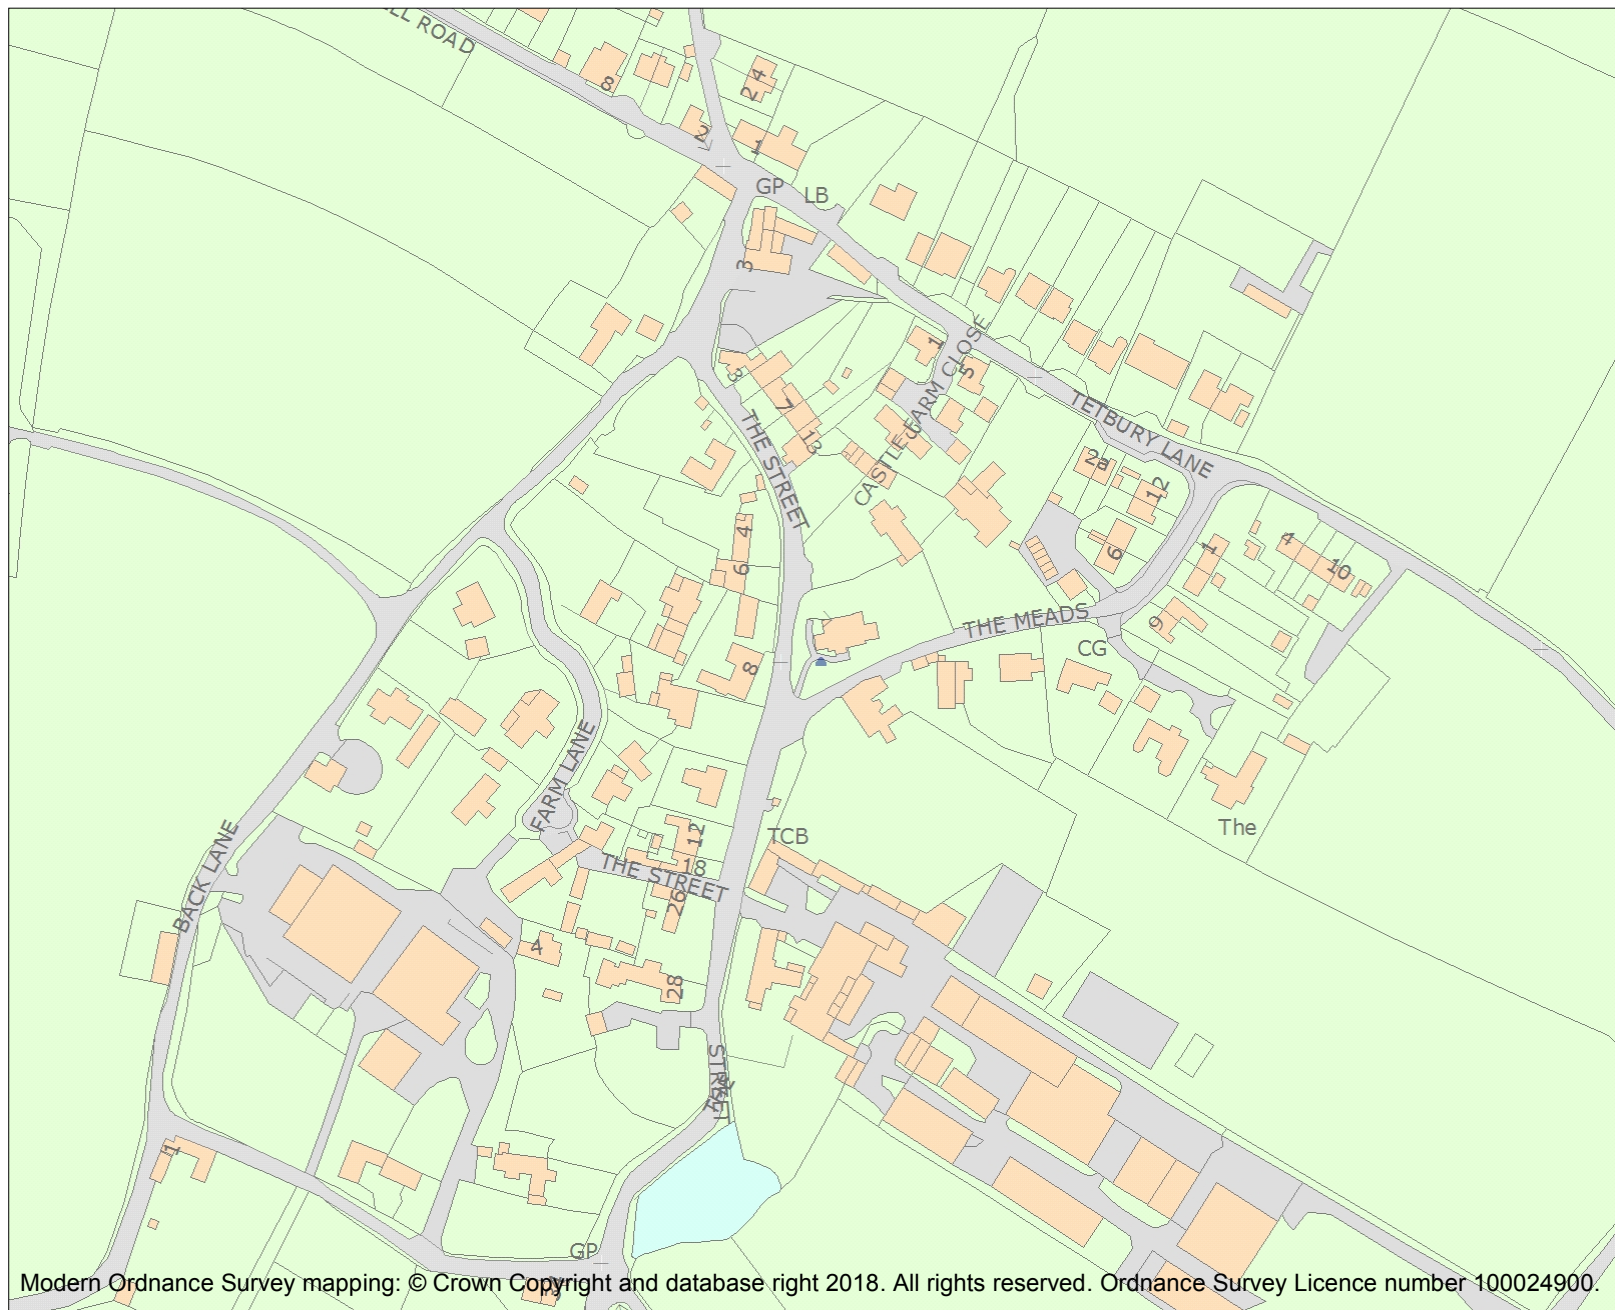 LL ROAD
8
2 4
2
1
GP
LB
3
3
7
13
THE STREET
1
5
CASTLE FARM CLOSE
6
TETBURY LANE
2a
12
6
1
4
10
9
4
6
THE MEADS
CG
8
FARM LANE
The
12
TCB
18
THE STREET
26
BACK LANE
4
28
STREET
THE
1
GP
Modern Ordnance Survey mapping: © Crown Copyright and database right 2018. All rights reserved. Ordnance Survey Licence number 100024900.